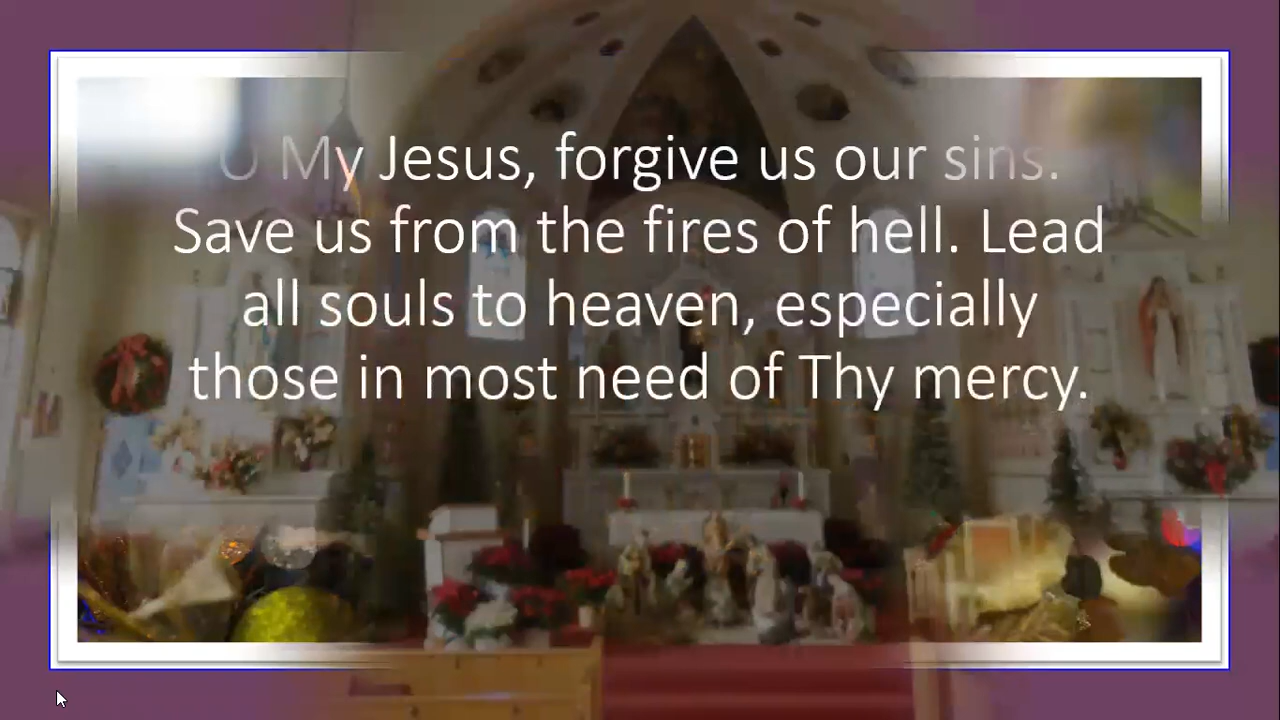 O My Jesus, forgive us our sins.
Save us from the fires of hell. Lead
all souls to heaven, especially
those in most need of Thy mercy.